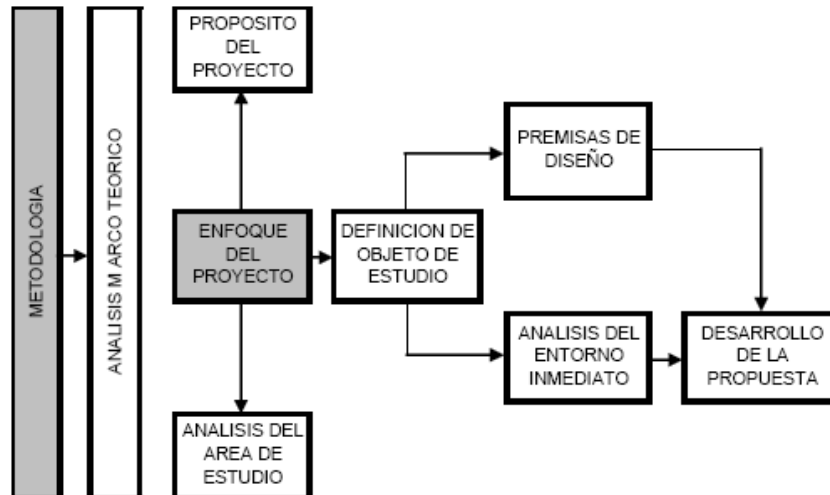 METODOLOGIA
ANALISIS M ARCO TEORICO
PROPOSITO
DEL
PROYECTO
ENFOQUE
DEL
PROYECTO
ANALISIS DEL
AREA DE
ESTUDIO
DEFINICION DE
OBJETO DE
ESTUDIO
PREMISAS DE
DISEÑO
ANALISIS DEL
ENTORNO
INMEDIATO
DESARROLLO
DE LA
PROPUESTA